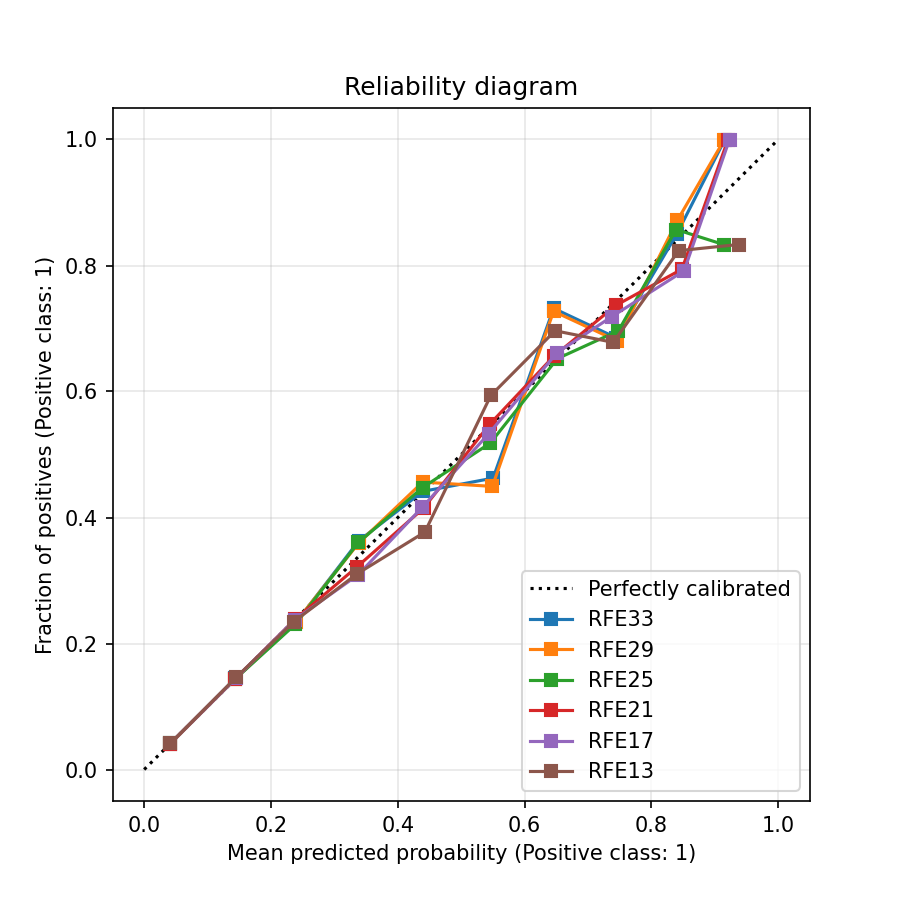 Reliability diagram
1.0
0.8
0.6
0.4
0.2
0.0
Fraction of positives (Positive class: 1)
Perfectly calibrated
RFE33
RFE29
RFE25
RFE21
RFE17
RFE13
0.0 0.2 0.4 0.6 0.8 1.0
Mean predicted probability (Positive class: 1)